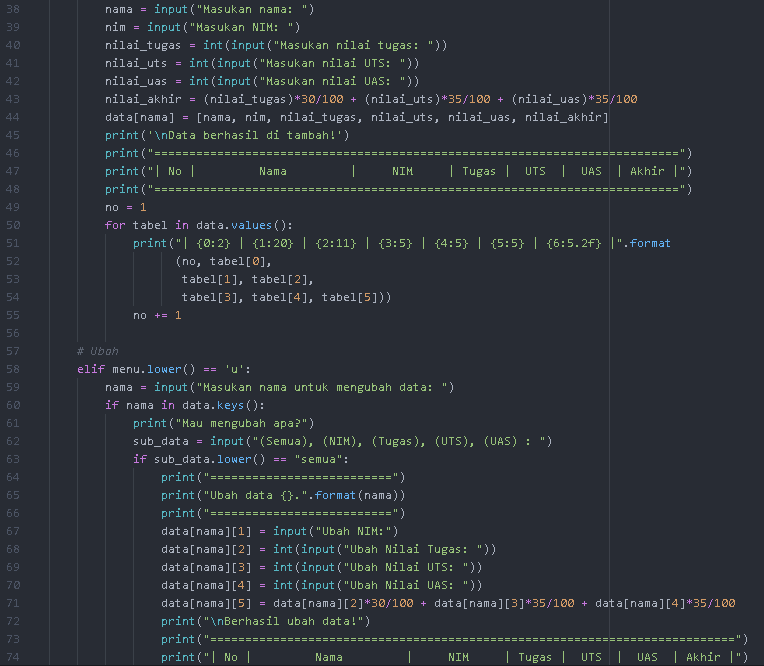 38 nama = input("Masukan nama: ")
39 nim = input("Masukan NIM: ")
40 nilai_tugas = int(input("Masukan nilai tugas: "))
41 nilai_uts = int(input("Masukan nilai UTS: "))
42 nilai_uas = int(input("Masukan nilai UAS: "))
43 nilai_akhir = (nilai_tugas)*30/100 + (nilai_uts)*35/100 + (nilai_uas)*35/100
44 data[nama] = [nama, nim, nilai_tugas, nilai_uts, nilai_uas, nilai_akhir]
45 print('\nData berhasil di tambah!')
46 print("===========================================================================")
47 print("| No |         Nama         |     NIM     | Tugas |  UTS  |  UAS  | Akhir |")
48 print("===========================================================================")
49 no = 1
50 for tabel in data.values():
51 print("| {0:2} | {1:20} | {2:11} | {3:5} | {4:5} | {5:5} | {6:5.2f} |".format
52 (no, tabel[0],
53 tabel[1], tabel[2],
54 tabel[3], tabel[4], tabel[5]))
55 no += 1
56
57 # Ubah
58 elif menu.lower() == 'u':
59 nama = input("Masukan nama untuk mengubah data: ")
60 if nama in data.keys():
61 print("Mau mengubah apa?")
62 sub_data = input("(Semua), (NIM), (Tugas), (UTS), (UAS) : ")
63 if sub_data.lower() == "semua":
64 print("==========================")
65 print("Ubah data {}.".format(nama))
66 print("==========================")
67 data[nama][1] = input("Ubah NIM:")
68 data[nama][2] = int(input("Ubah Nilai Tugas: "))
69 data[nama][3] = int(input("Ubah Nilai UTS: "))
70 data[nama][4] = int(input("Ubah Nilai UAS: "))
71 data[nama][5] = data[nama][2]*30/100 + data[nama][3]*35/100 + data[nama][4]*35/100
72 print("\nBerhasil ubah data!")
73 print("===========================================================================")
74 print("| No |         Nama         |     NIM     | Tugas |  UTS  |  UAS  | Akhir |")